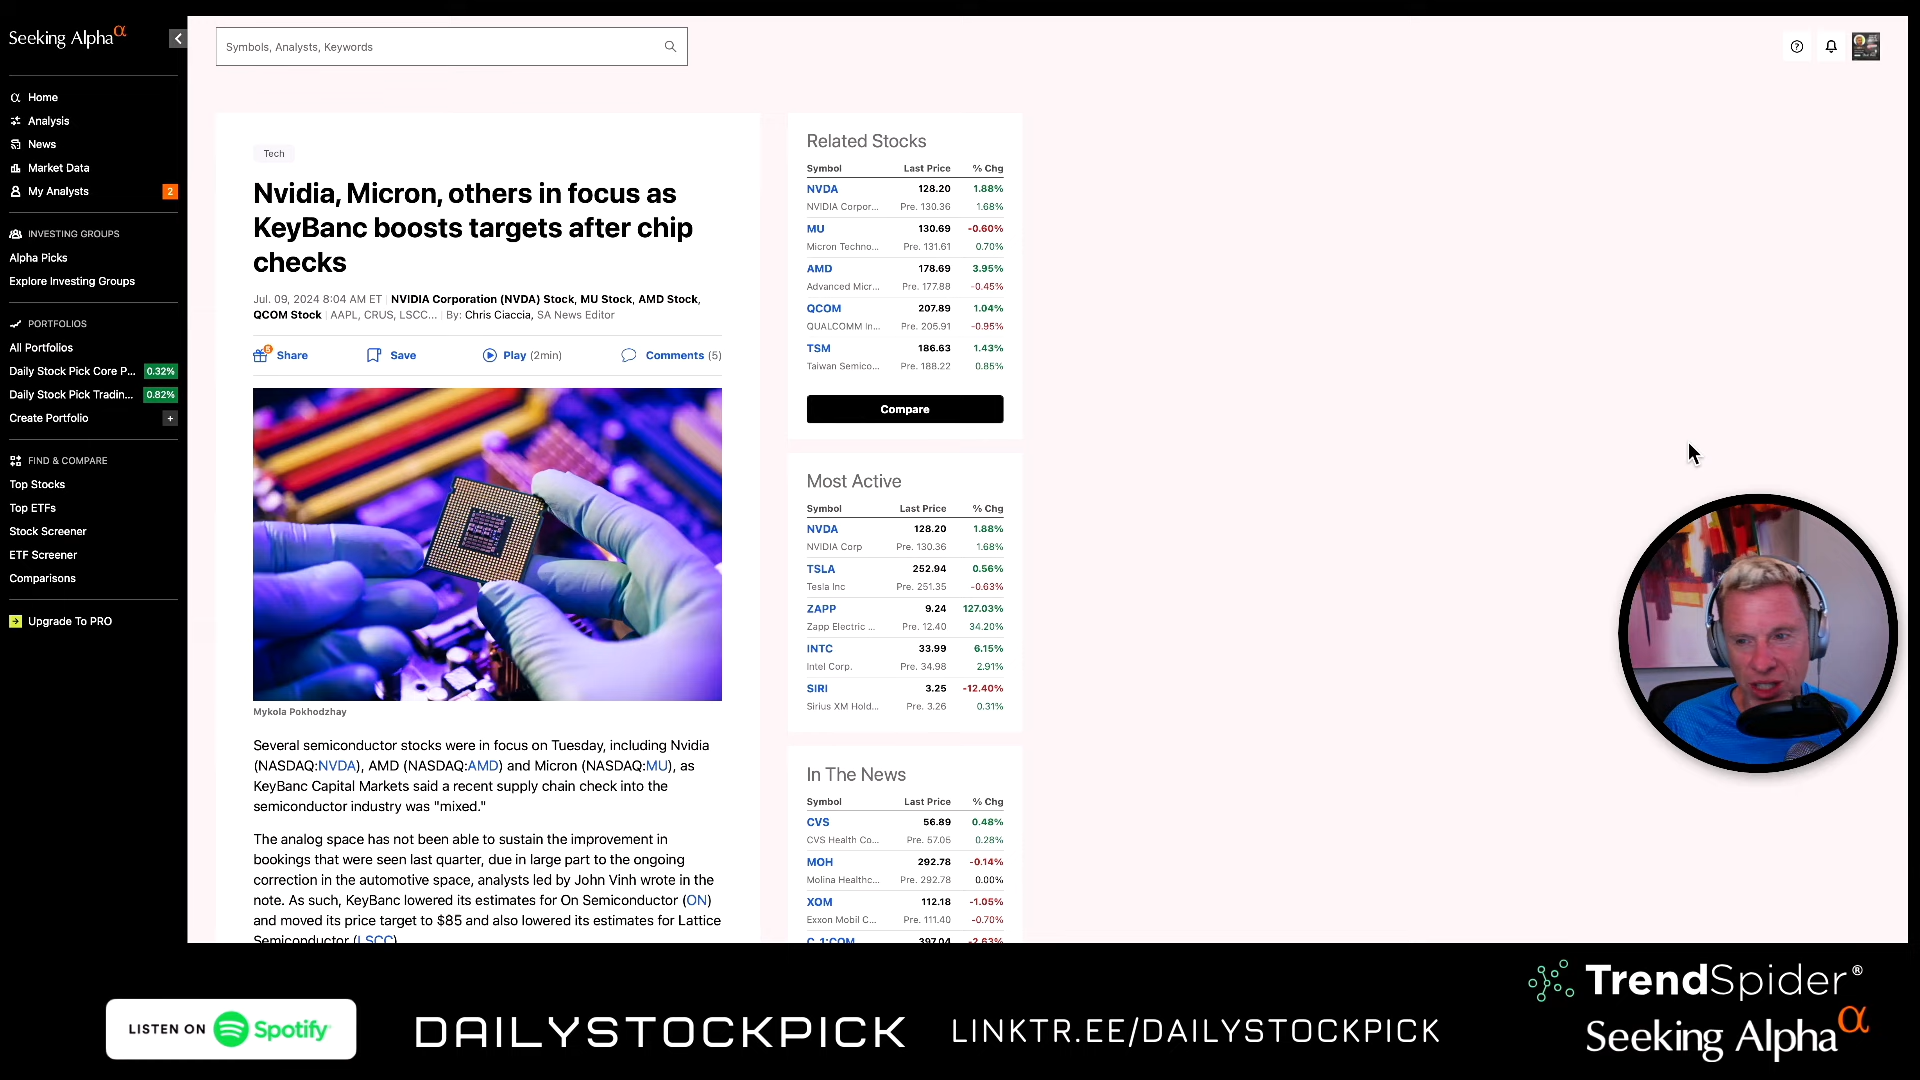 Seeking Alpha α
Symbols, Analysts, Keywords
Home
Analysis
News
Market Data
My Analysts 2
INVESTING GROUPS
Alpha Picks
Explore Investing Groups
PORTFOLIOS
All Portfolios
Daily Stock Pick Core P... 0.32%
Daily Stock Pick Tradin... 0.82%
Create Portfolio +
FIND & COMPARE
Top Stocks
Top ETFs
Stock Screener
ETF Screener
Comparisons
Upgrade To PRO
Tech
Nvidia, Micron, others in focus as
KeyBanc boosts targets after chip
checks
Jul. 09, 2024 8:04 AM ET | NVIDIA Corporation (NVDA) Stock, MU Stock, AMD Stock,
QCOM Stock | AAPL, CRUS, LSCC... | By: Chris Ciaccia, SA News Editor
Share Save Play (2min) Comments (5)
Mykola Pokhodzhay
Several semiconductor stocks were in focus on Tuesday, including Nvidia
(NASDAQ:NVDA), AMD (NASDAQ:AMD) and Micron (NASDAQ:MU), as
KeyBanc Capital Markets said a recent supply chain check into the
semiconductor industry was "mixed."
The analog space has not been able to sustain the improvement in
bookings that were seen last quarter, due in large part to the ongoing
correction in the automotive space, analysts led by John Vinh wrote in the
note. As such, KeyBanc lowered its estimates for On Semiconductor (ON)
and moved its price target to $85 and also lowered its estimates for Lattice
Semiconductor (LSCC)
Related Stocks
Symbol Last Price % Chg
NVDA 128.20 1.88%
NVIDIA Corpor... Pre. 130.36 1.68%
MU 130.69 -0.60%
Micron Techno... Pre. 131.61 0.70%
AMD 178.69 3.95%
Advanced Micr... Pre. 177.88 -0.45%
QCOM 207.89 1.04%
QUALCOMM In... Pre. 205.91 -0.95%
TSM 186.63 1.43%
Taiwan Semico... Pre. 188.22 0.85%
Compare
Most Active
Symbol Last Price % Chg
NVDA 128.20 1.88%
NVIDIA Corp Pre. 130.36 1.68%
TSLA 252.94 0.56%
Tesla Inc Pre. 251.35 -0.63%
ZAPP 9.24 127.03%
Zapp Electric ... Pre. 12.40 34.20%
INTC 33.99 6.15%
Intel Corp. Pre. 34.98 2.91%
SIRI 3.25 -12.40%
Sirius XM Hold... Pre. 3.26 0.31%
In The News
Symbol Last Price % Chg
CVS 56.89 0.48%
CVS Health Co... Pre. 57.05 0.28%
MOH 292.78 -0.14%
Molina Healthc... Pre. 292.78 0.00%
XOM 112.18 -1.05%
Exxon Mobil C... Pre. 111.40 -0.70%
C_1:COM 397.04 -2.63%
LISTEN ON Spotify
DAILYSTOCKPICK
LINKTR.EE/DAILYSTOCKPICK
TrendSpider®
Seeking Alpha α